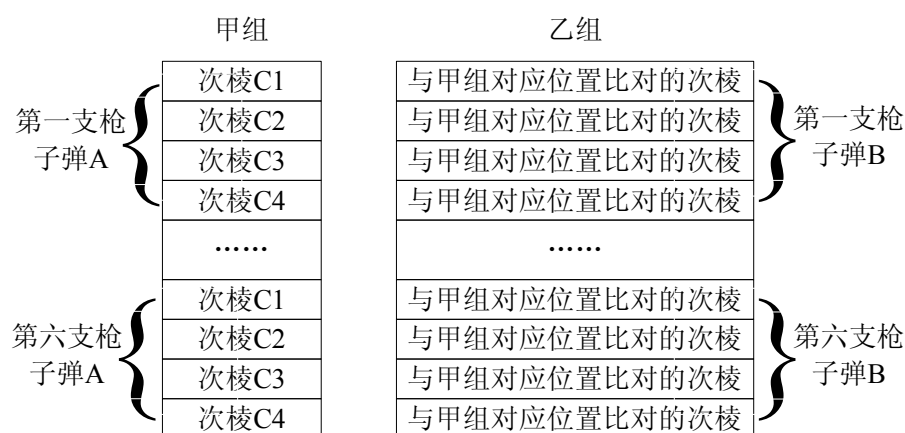 甲组
乙组
第一支枪
子弹A
次棱C1
次棱C2
次棱C3
次棱C4
与甲组对应位置比对的次棱
与甲组对应位置比对的次棱
与甲组对应位置比对的次棱
与甲组对应位置比对的次棱
第一支枪
子弹B
……
……
第六支枪
子弹A
次棱C1
次棱C2
次棱C3
次棱C4
与甲组对应位置比对的次棱
与甲组对应位置比对的次棱
与甲组对应位置比对的次棱
与甲组对应位置比对的次棱
第六支枪
子弹B